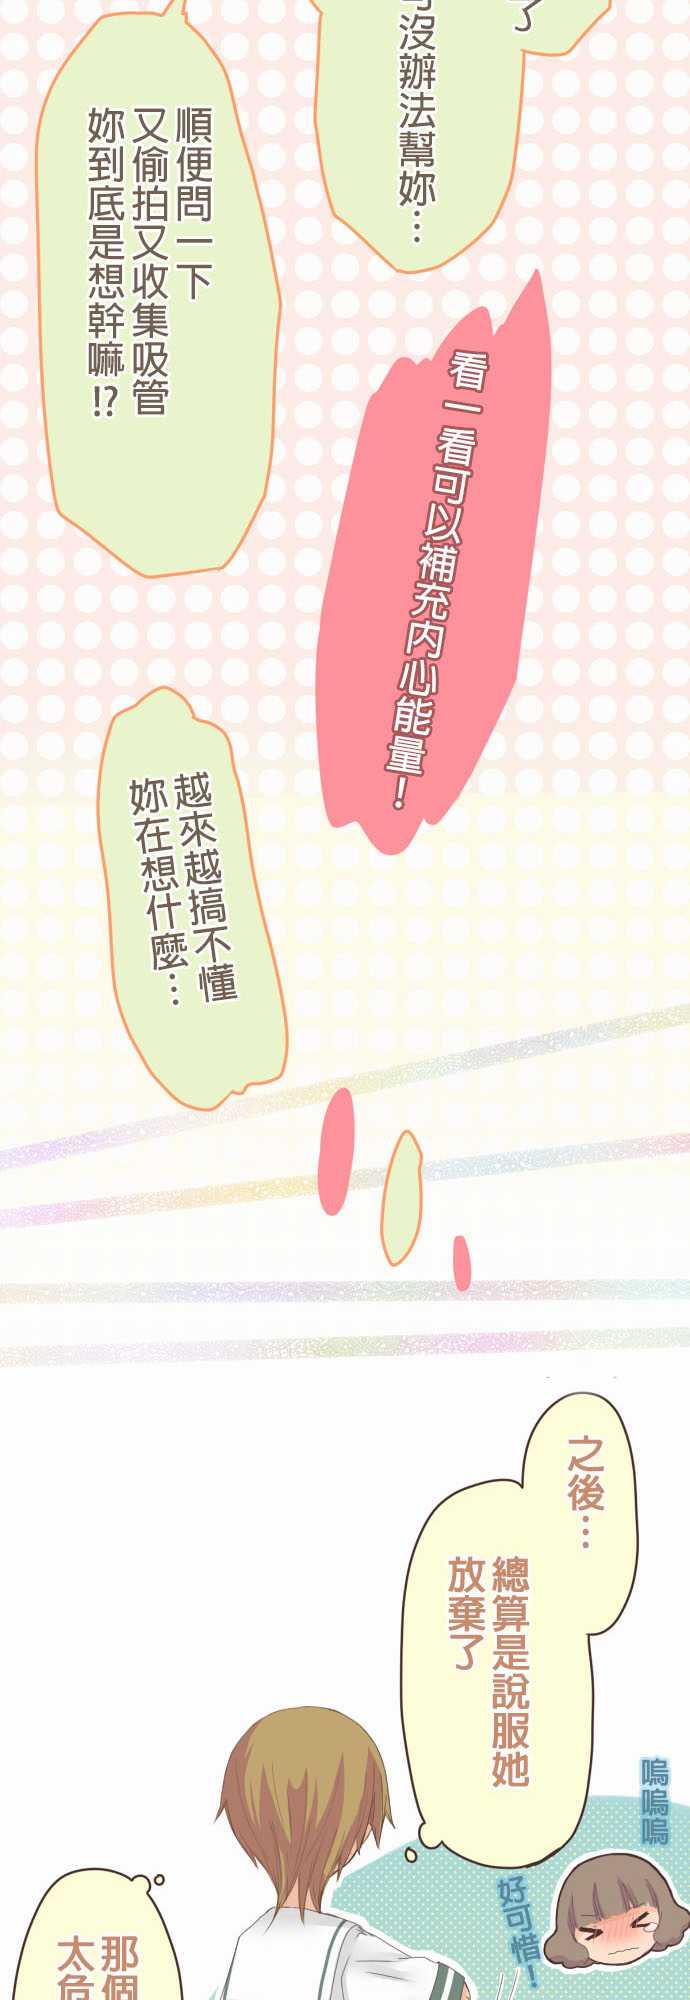 了
沒辦法幫妳⋯
順便問一下
又偷拍又收集吸管
妳到底是想幹嘛!?
看一看可以補充內心能量！
越來越搞不懂
妳在想什麼⋯
之後⋯
總算是說服她
放棄了
嗚嗚嗚
好可惜！
那個
太危